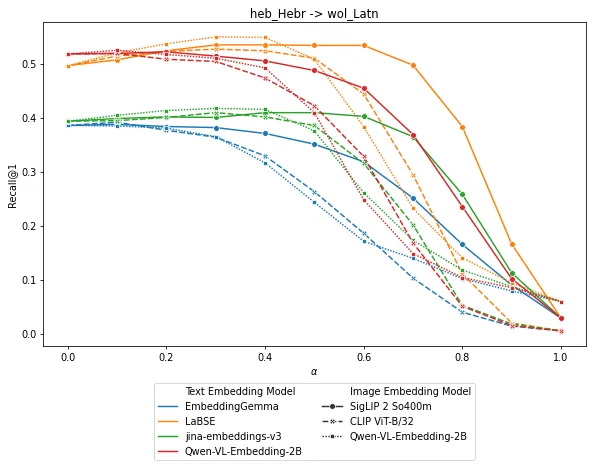 heb_Hebr -> wol_Latn
Recall@1
0.5
0.4
0.3
0.2
0.1
0.0
0.0 0.2 0.4 0.6 0.8 1.0
α
Text Embedding Model Image Embedding Model
EmbeddingGemma SigLIP 2 So400m
LaBSE CLIP ViT-B/32
jina-embeddings-v3 Qwen-VL-Embedding-2B
Qwen-VL-Embedding-2B